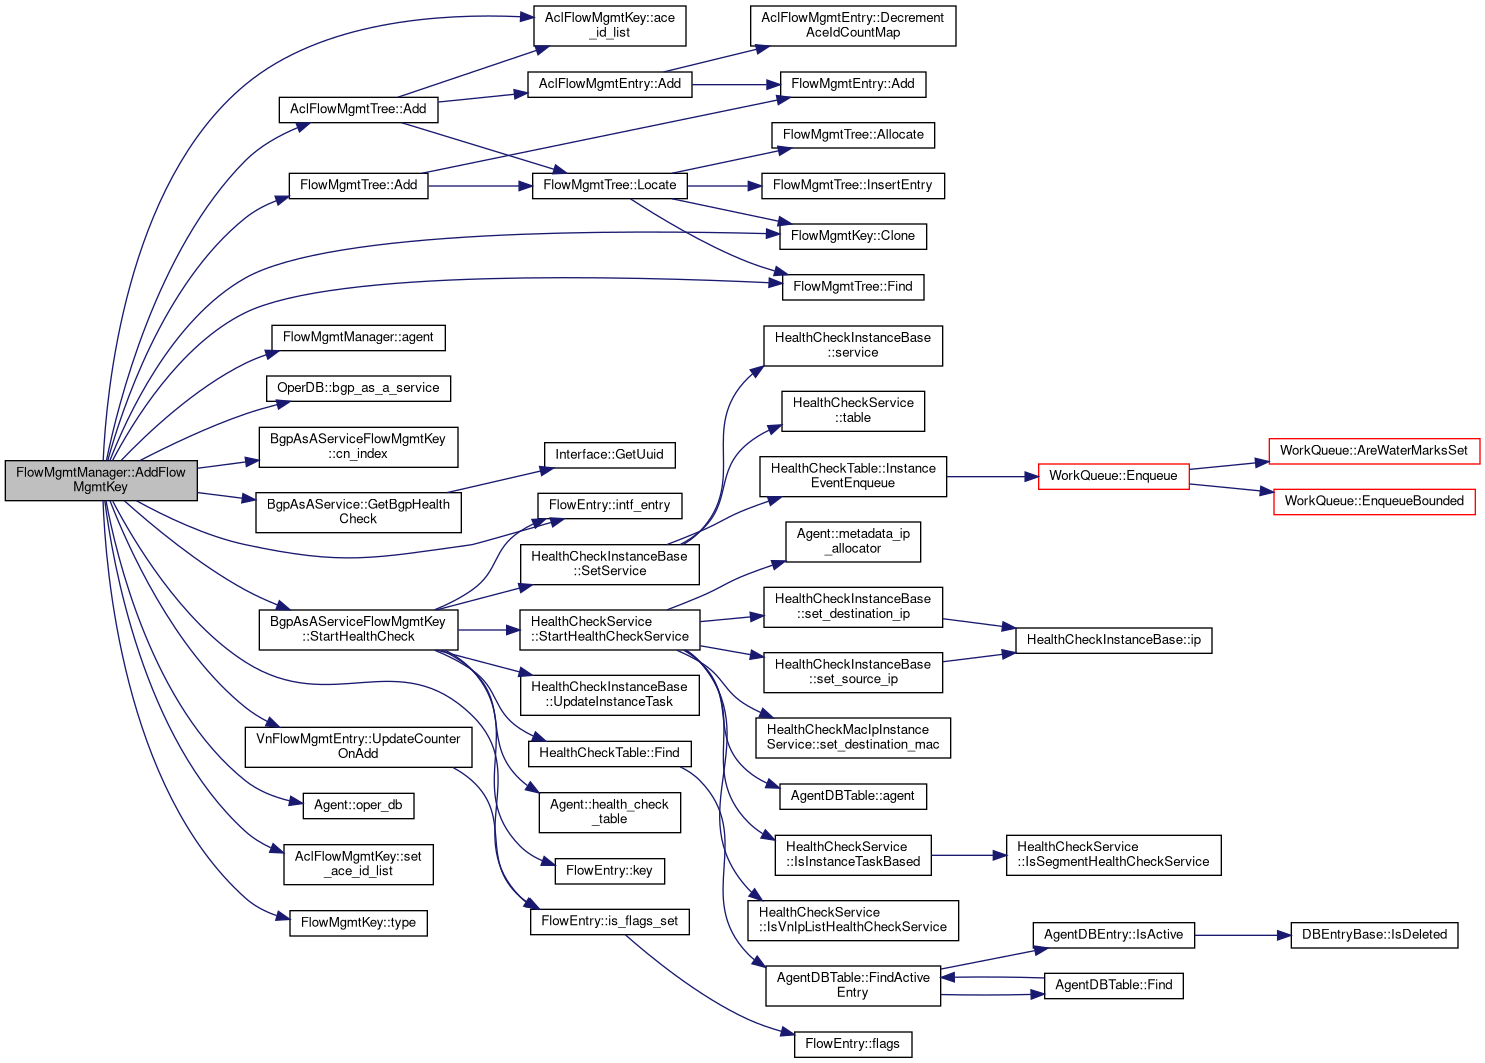 FlowMgmtManager::AddFlow
MgmtKey
AclFlowMgmtKey::ace
_id_list
AclFlowMgmtTree::Add
FlowMgmtTree::Add
FlowMgmtManager::agent
OperDB::bgp_as_a_service
BgpAsAServiceFlowMgmtKey
::cn_index
BgpAsAService::GetBgpHealth
Check
BgpAsAServiceFlowMgmtKey
::StartHealthCheck
VnFlowMgmtEntry::UpdateCounter
OnAdd
Agent::oper_db
AclFlowMgmtKey::set
_ace_id_list
FlowMgmtKey::type
AclFlowMgmtEntry::Add
FlowMgmtTree::Locate
Interface::GetUuid
FlowEntry::intf_entry
HealthCheckInstanceBase
::SetService
HealthCheckService
::StartHealthCheckService
HealthCheckInstanceBase
::UpdateInstanceTask
HealthCheckTable::Find
Agent::health_check
_table
FlowEntry::key
FlowEntry::is_flags_set
AclFlowMgmtEntry::Decrement
AceIdCountMap
FlowMgmtEntry::Add
FlowMgmtTree::Allocate
FlowMgmtTree::InsertEntry
FlowMgmtKey::Clone
FlowMgmtTree::Find
HealthCheckInstanceBase
::service
HealthCheckService
::table
HealthCheckTable::Instance
EventEnqueue
Agent::metadata_ip
_allocator
HealthCheckInstanceBase
::set_destination_ip
HealthCheckInstanceBase
::set_source_ip
HealthCheckMacIpInstance
Service::set_destination_mac
AgentDBTable::agent
HealthCheckService
::IsInstanceTaskBased
HealthCheckService
::IsVnIpListHealthCheckService
AgentDBTable::FindActive
Entry
FlowEntry::flags
WorkQueue::Enqueue
HealthCheckInstanceBase::ip
HealthCheckService
::IsSegmentHealthCheckService
AgentDBEntry::IsActive
AgentDBTable::Find
WorkQueue::AreWaterMarksSet
WorkQueue::EnqueueBounded
DBEntryBase::IsDeleted